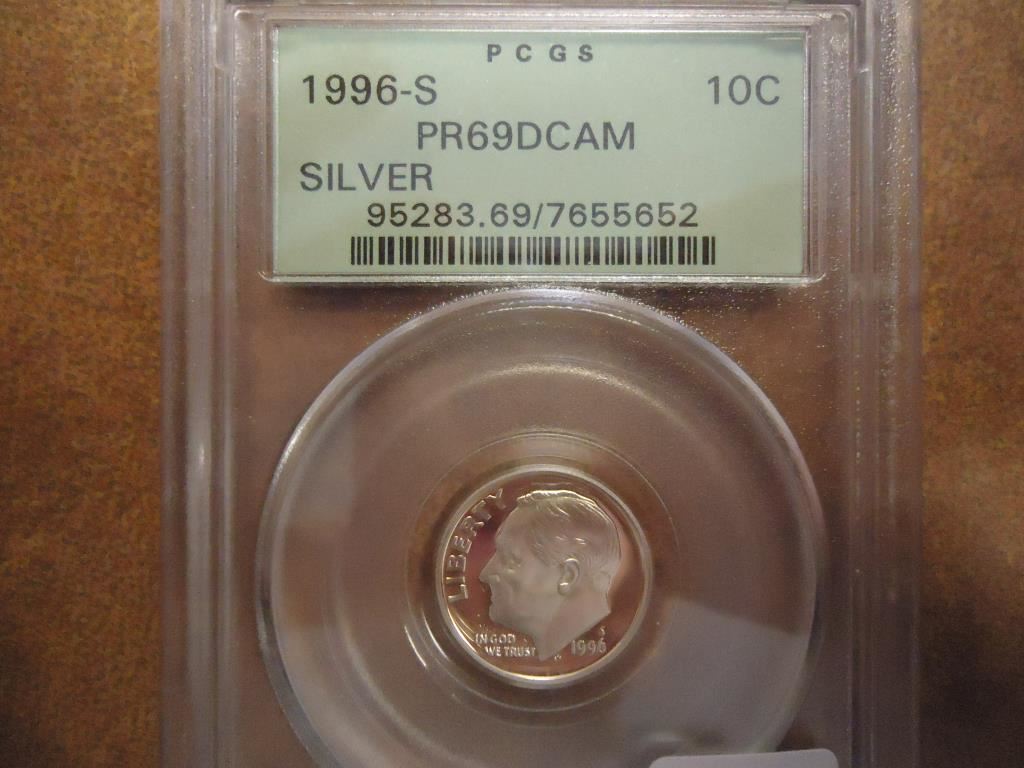 PCGS
1996-S 10C
PR69DCAM
SILVER
95283.69/7655652
LIBERTY
IN GOD
WE TRUST
S
1996